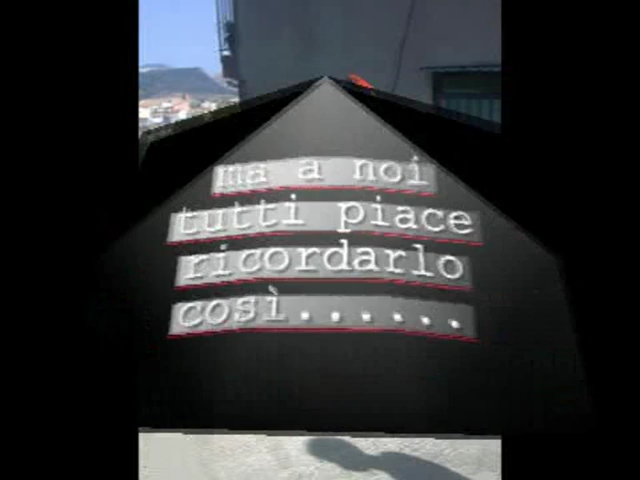 ma a noi
tutti piace
ricordarlo
così......